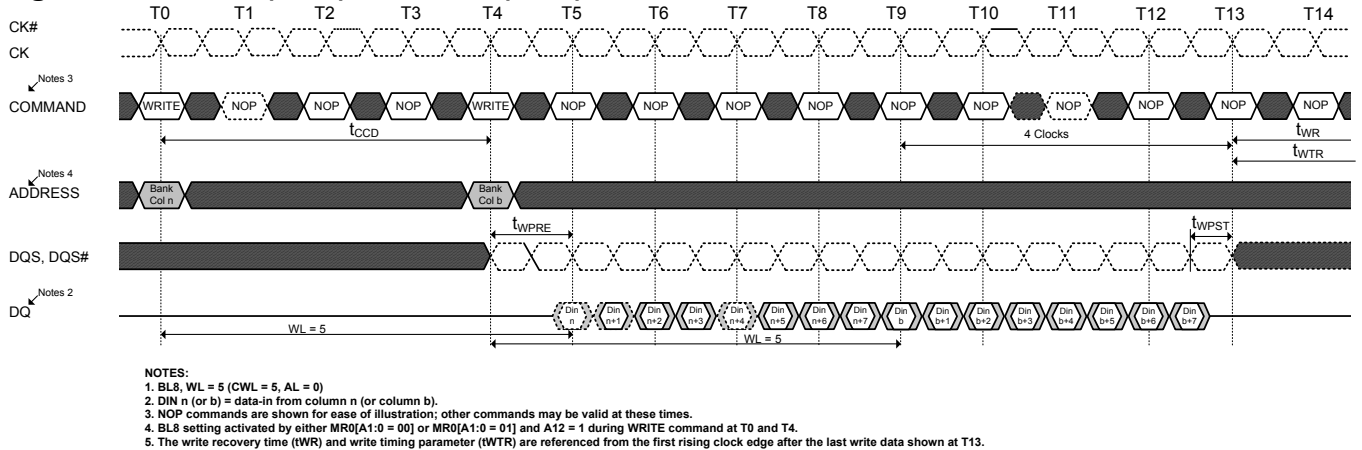 T0 T1 T2 T3 T4 T5 T6 T7 T8 T9 T10 T11 T12 T13 T14
CK#
CK
Notes 3
COMMAND
WRITE NOP NOP NOP WRITE NOP NOP NOP NOP NOP NOP NOP NOP NOP NOP
tCCD
4 Clocks
tWR
tWTR
Notes 4
ADDRESS
Bank Col n
Bank Col b
tWPRE
tWPST
DQS, DQS#
Notes 2
DQ
Din n Din n+1 Din n+2 Din n+3 Din n+4 Din n+5 Din n+6 Din n+7 Din b Din b+1 Din b+2 Din b+3 Din b+4 Din b+5 Din b+6 Din b+7
WL = 5
WL = 5
NOTES:
1. BL8, WL = 5 (CWL = 5, AL = 0)
2. DIN n (or b) = data-in from column n (or column b).
3. NOP commands are shown for ease of illustration; other commands may be valid at these times.
4. BL8 setting activated by either MR0[A1:0 = 00] or MR0[A1:0 = 01] and A12 = 1 during WRITE command at T0 and T4.
5. The write recovery time (tWR) and write timing parameter (tWTR) are referenced from the first rising clock edge after the last write data shown at T13.